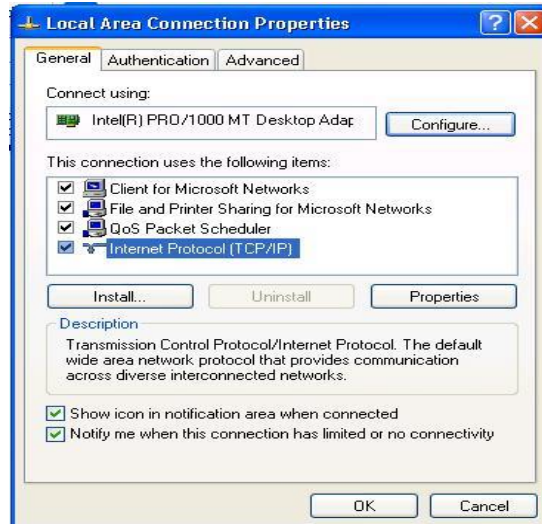 Local Area Connection Properties
General Authentication Advanced
Connect using:
Intel(R) PRO/1000 MT Desktop Adap
Configure...
This connection uses the following items:
Client for Microsoft Networks
File and Printer Sharing for Microsoft Networks
QoS Packet Scheduler
Internet Protocol (TCP/IP)
Install... Uninstall Properties
Description
Transmission Control Protocol/Internet Protocol. The default
wide area network protocol that provides communication
across diverse interconnected networks.
Show icon in notification area when connected
Notify me when this connection has limited or no connectivity
OK Cancel